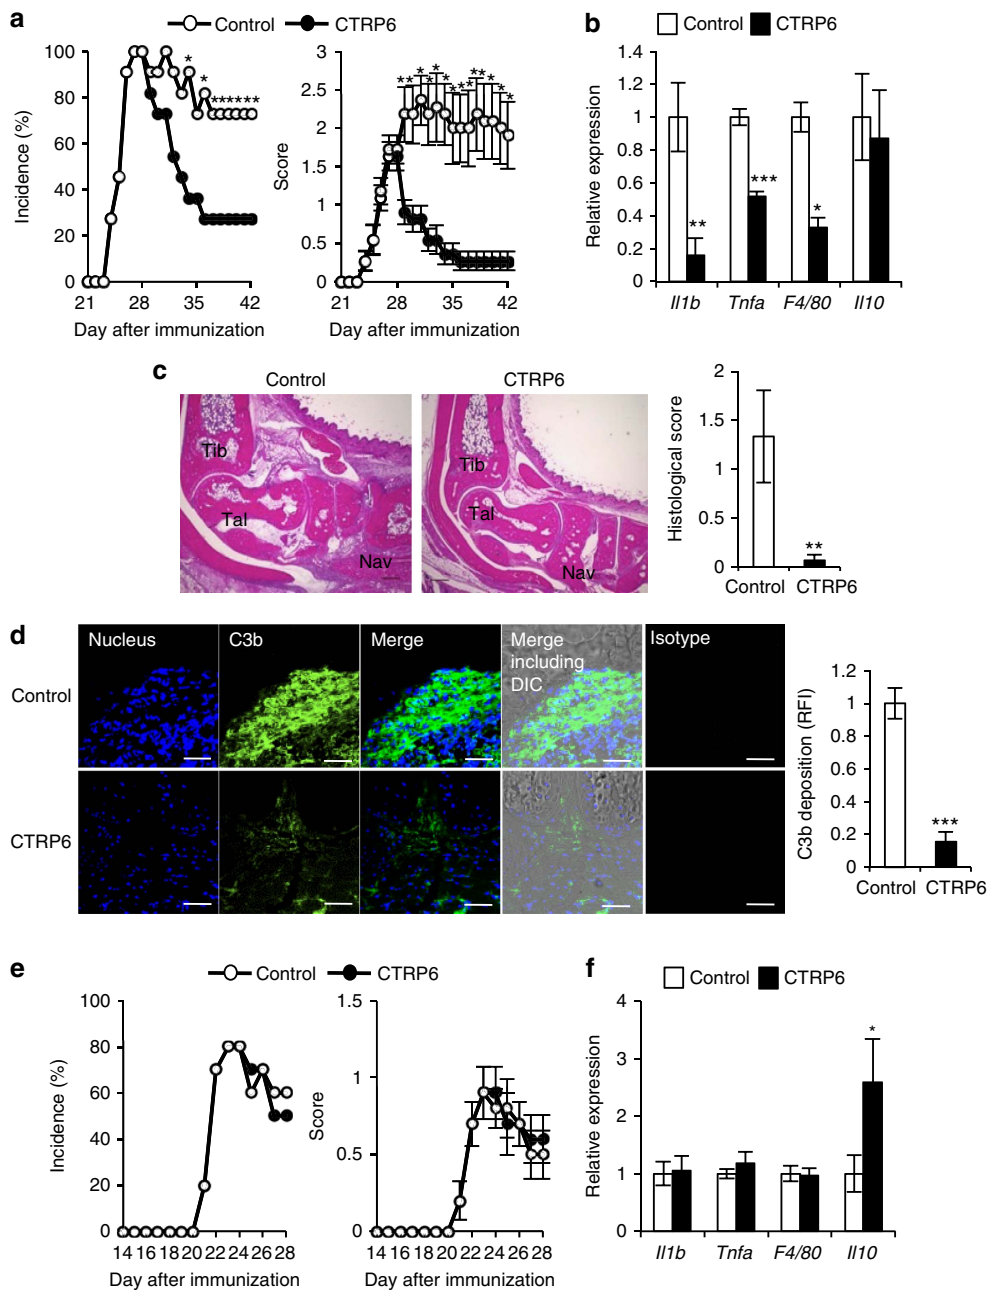 a
Control
CTRP6
100
80
60
40
20
0
Incidence (%)
* * *******
21 28 35 42
Day after immunization
3
2.5
2
1.5
1
0.5
0
Score
21 28 35 42
Day after immunization
b
Control
CTRP6
1.4
1.2
1
0.8
0.6
0.4
0.2
0
Relative expression
**
***
*
Il1b Tnfa F4/80 Il10
c
Control
CTRP6
Tib
Tal
Nav
Tib
Tal
Nav
2
1.5
1
0.5
0
Histological score
**
Control CTRP6
d
Nucleus
C3b
Merge
Merge
including
DIC
Isotype
Control
CTRP6
1.2
1
0.8
0.6
0.4
0.2
0
C3b deposition (RFI)
***
Control CTRP6
e
Control
CTRP6
100
80
60
40
20
0
Incidence (%)
14 16 18 20 22 24 26 28
Day after immunization
1.5
1
0.5
0
Score
14 16 18 20 22 24 26 28
Day after immunization
f
Control
CTRP6
4
3
2
1
0
Relative expression
*
Il1b Tnfa F4/80 Il10